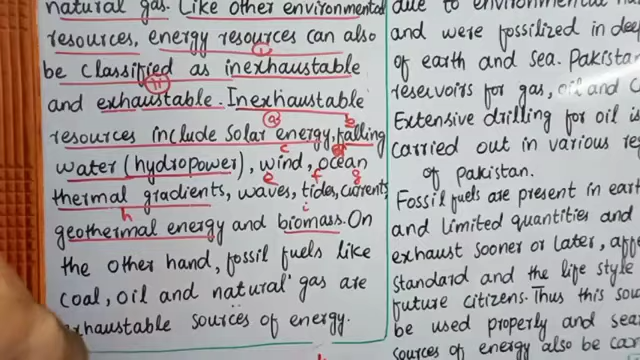 natural gas. Like other environmental
resources, energy resources can also
i
be classified as inexhaustable
ii
and exhaustable. Inexhaustable
a b
resources include solar energy, falling
c
water (hydropower), wind, ocean
e f g
thermal gradients, waves, tides, currents,
h i
geothermal energy and biomass. On
the other hand, fossil fuels like
coal, oil and natural gas are
exhaustable sources of energy.
due to environmental
and were fossilized in deep
of earth and sea. Pakistan
reservoirs for gas, oil and
Extensive drilling for oil is
carried out in various
of pakistan.
Fossil fuels are present in
and limited quantities and
exhaust sooner or later,
standard and the life style
future citizens. Thus this
be used properly and
sources of energy also be